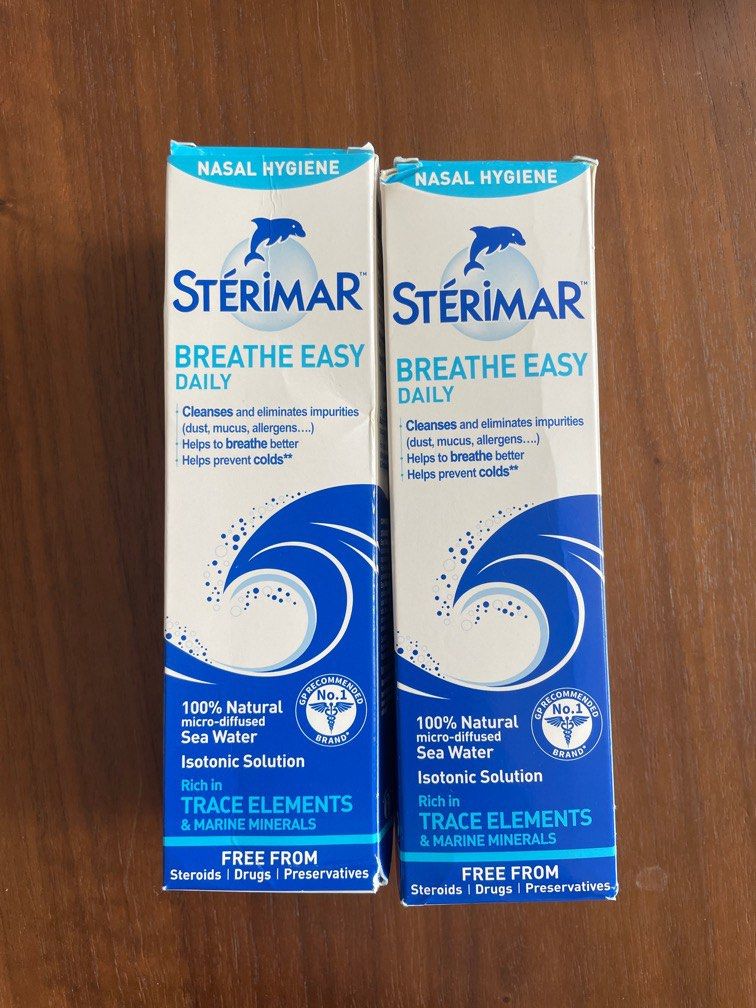 NASAL HYGIENE
STÉRiMAR™
BREATHE EASY
DAILY
Cleanses and eliminates impurities
(dust, mucus, allergens....)
Helps to breathe better
Helps prevent colds**
100% Natural
micro-diffused
Sea Water
Isotonic Solution
GP RECOMMENDED
No.1
BRAND*
Rich in
TRACE ELEMENTS
& MARINE MINERALS
FREE FROM
Steroids | Drugs | Preservatives
NASAL HYGIENE
STÉRiMAR™
BREATHE EASY
DAILY
Cleanses and eliminates impurities
(dust, mucus, allergens....)
Helps to breathe better
Helps prevent colds**
100% Natural
micro-diffused
Sea Water
Isotonic Solution
GP RECOMMENDED
No.1
BRAND*
Rich in
TRACE ELEMENTS
& MARINE MINERALS
FREE FROM
Steroids | Drugs | Preservatives